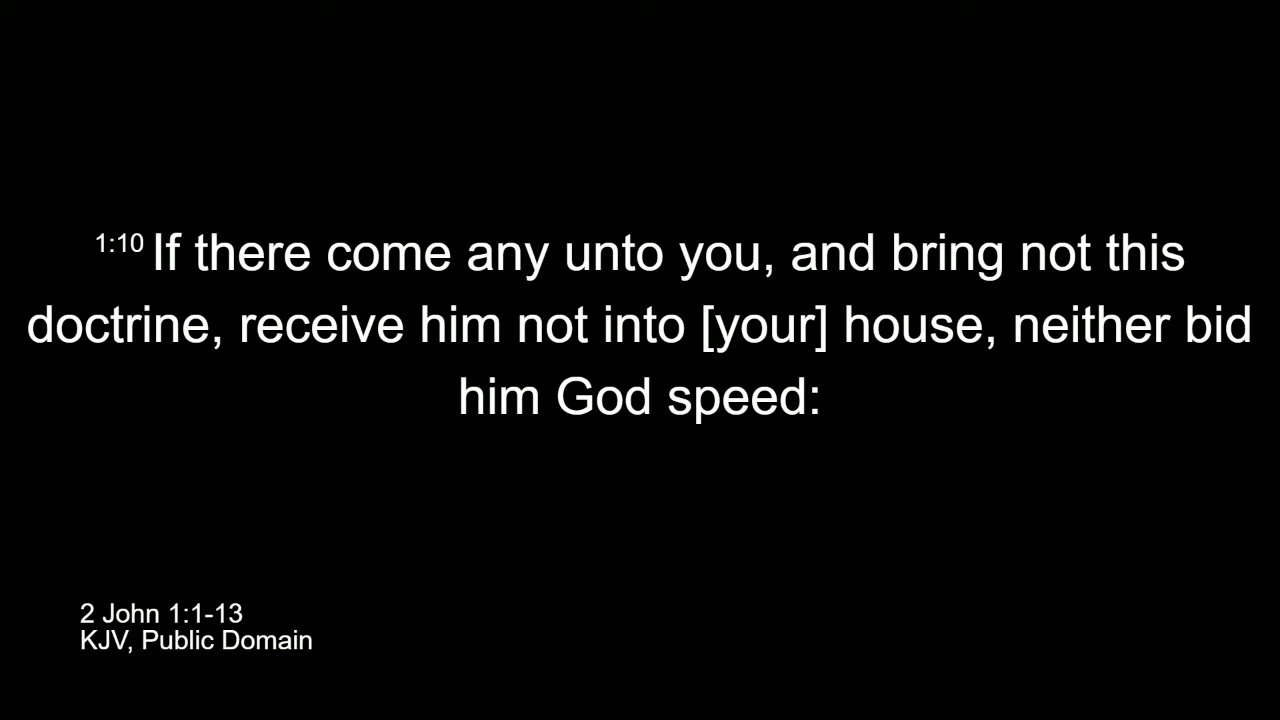 1:10 If there come any unto you, and bring not this
doctrine, receive him not into [your] house, neither bid
him God speed:
2 John 1:1-13
KJV, Public Domain